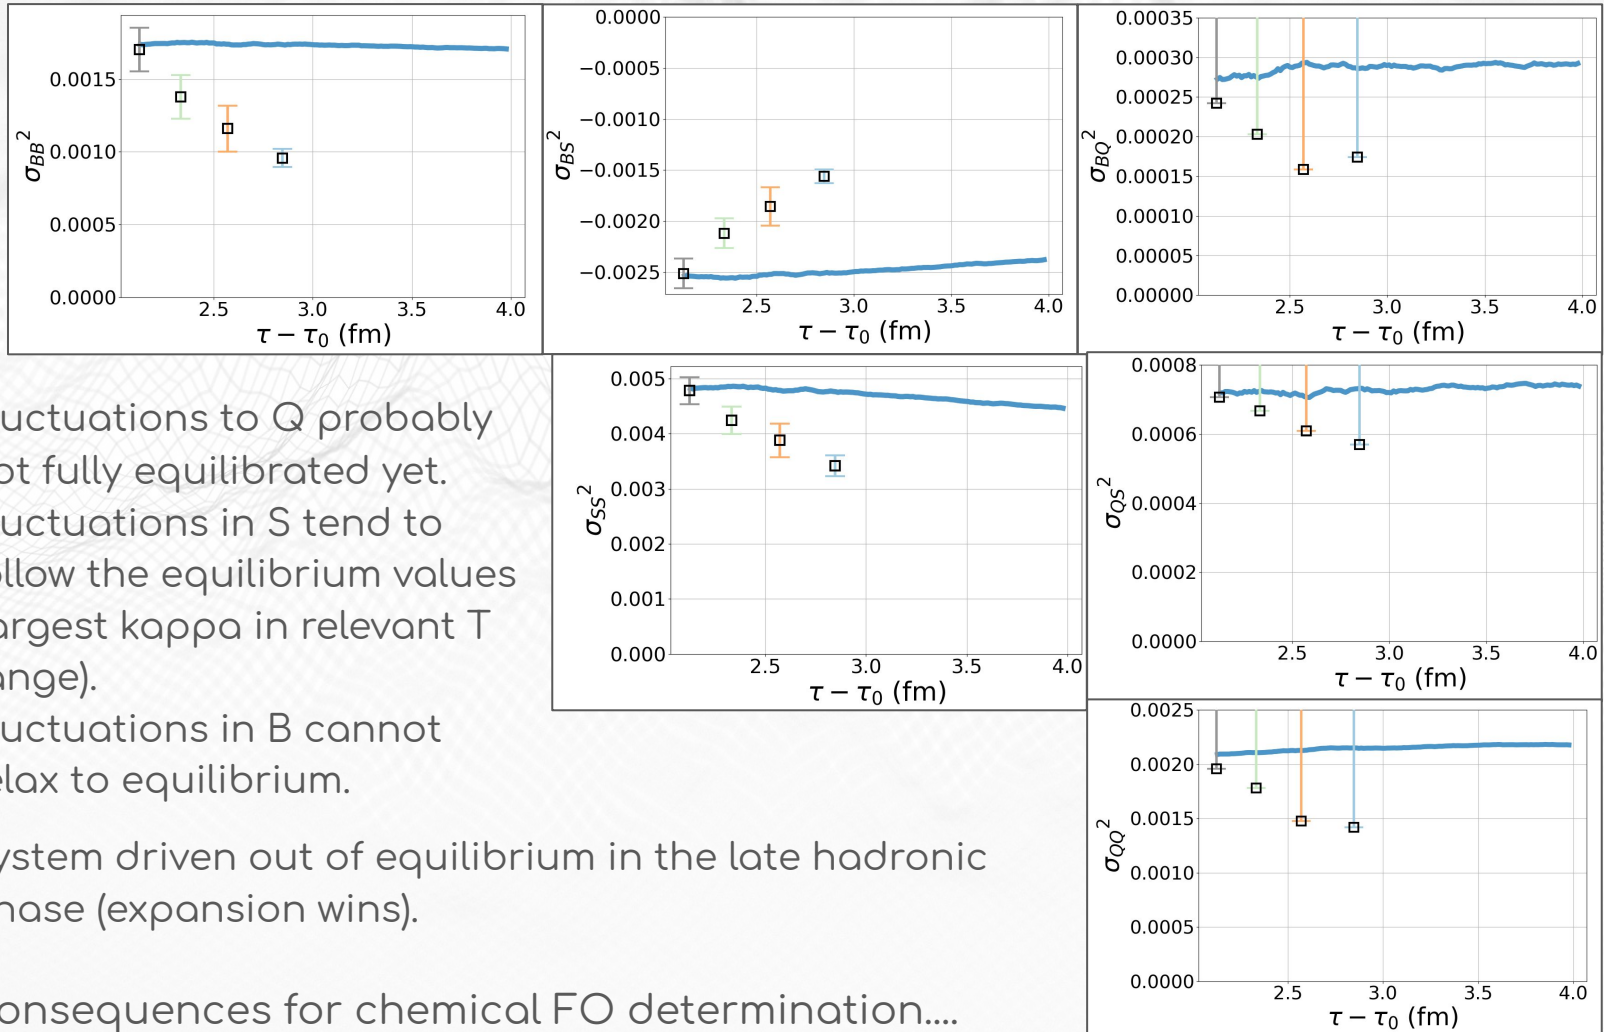 0.0015
0.0010
0.0005
0.0000
σBB²
2.5 3.0 3.5 4.0
τ − τ₀ (fm)
0.0000
−0.0005
−0.0010
−0.0015
−0.0020
−0.0025
σBS²
2.5 3.0 3.5 4.0
τ − τ₀ (fm)
0.00035
0.00030
0.00025
0.00020
0.00015
0.00010
0.00005
0.00000
σBQ²
2.5 3.0 3.5 4.0
τ − τ₀ (fm)
uctuations to Q probably
ot fully equilibrated yet.
uctuations in S tend to
ollow the equilibrium values
argest kappa in relevant T
ange).
uctuations in B cannot
elax to equilibrium.
0.005
0.004
0.003
0.002
0.001
0.000
σSS²
2.5 3.0 3.5 4.0
τ − τ₀ (fm)
0.0008
0.0006
0.0004
0.0002
0.0000
σQS²
2.5 3.0 3.5 4.0
τ − τ₀ (fm)
ystem driven out of equilibrium in the late hadronic
hase (expansion wins).
onsequences for chemical FO determination....
0.0025
0.0020
0.0015
0.0010
0.0005
0.0000
σQQ²
2.5 3.0 3.5 4.0
τ − τ₀ (fm)